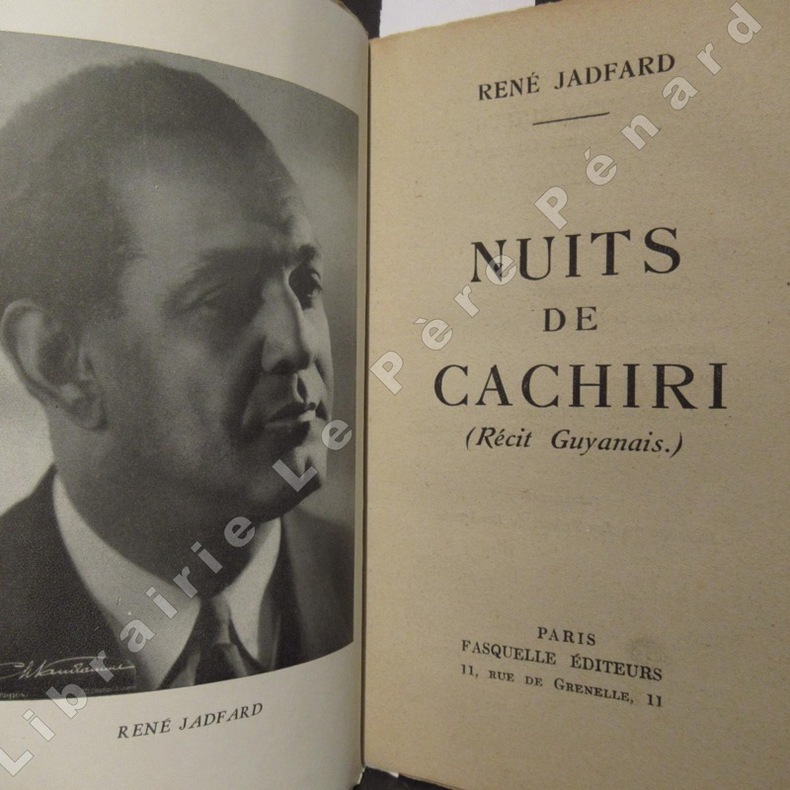 RENÉ JADFARD
RENÉ JADFARD
NUITS
DE
CACHIRI
(Récit Guyanais.)
PARIS
FASQUELLE ÉDITEURS
11, RUE DE GRENELLE, 11
Librairie Le Père Pénard